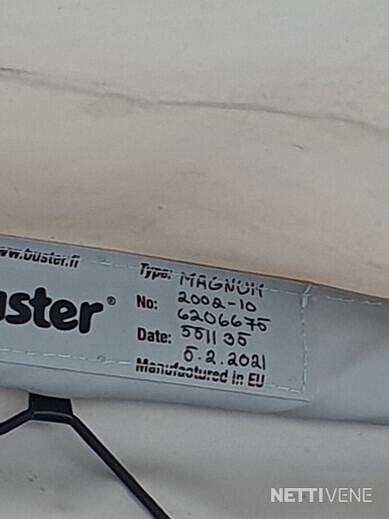 www.buster.fi
uster®
Type: MAGNUM
No: 2002-10
6206675
Date: 551135
5.2.2021
Manufactured in EU
NETTIVENE